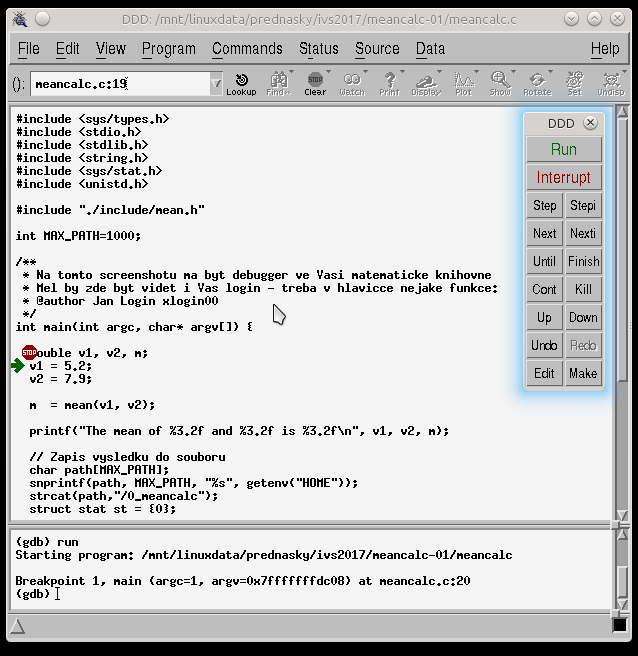 DDD: /mnt/linuxdata/prednasky/ivs2017/meancalc-01/meancalc.c
File Edit View Program Commands Status Source Data Help
(): meancalc.c:19
Lookup Find>> Clear Watch Print Display Plot Show Rotate Set Undisp
#include <sys/types.h>
#include <stdio.h>
#include <stdlib.h>
#include <string.h>
#include <sys/stat.h>
#include <unistd.h>
#include "./include/mean.h"
int MAX_PATH=1000;
/**
* Na tomto screenshotu ma byt debugger ve Vasi matematicke knihovne
* Mel by zde byt videt i Vas login - treba v hlavicce nejake funkce:
* @author Jan Login xlogin00
*/
int main(int argc, char* argv[]) {
STOP ouble v1, v2, m;
v1 = 5.2;
v2 = 7.9;
m = mean(v1, v2);
printf("The mean of %3.2f and %3.2f is %3.2f\n", v1, v2, m);
// Zapis vysledku do souboru
char path[MAX_PATH];
snprintf(path, MAX_PATH, "%s", getenv("HOME"));
strcat(path,"/0_meancalc");
struct stat st = {0};
DDD
Run
Interrupt
Step Stepi
Next Nexti
Until Finish
Cont Kill
Up Down
Undo Redo
Edit Make
(gdb) run
Starting program: /mnt/linuxdata/prednasky/ivs2017/meancalc-01/meancalc
Breakpoint 1, main (argc=1, argv=0x7fffffffdc08) at meancalc.c:20
(gdb)